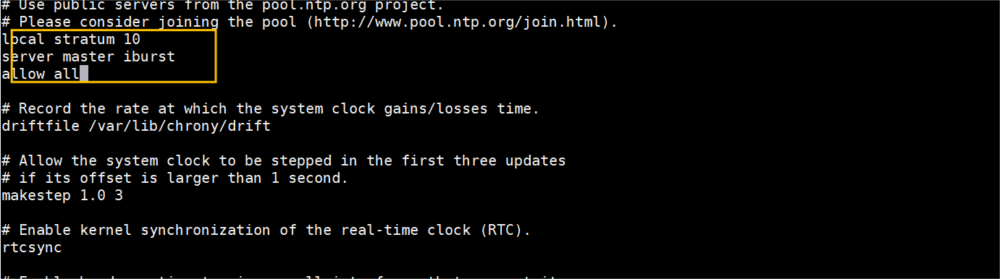 # Use public servers from the pool.ntp.org project.
# Please consider joining the pool (http://www.pool.ntp.org/join.html).
local stratum 10
server master iburst
allow all
# Record the rate at which the system clock gains/losses time.
driftfile /var/lib/chrony/drift
# Allow the system clock to be stepped in the first three updates
# if its offset is larger than 1 second.
makestep 1.0 3
# Enable kernel synchronization of the real-time clock (RTC).
rtcsync